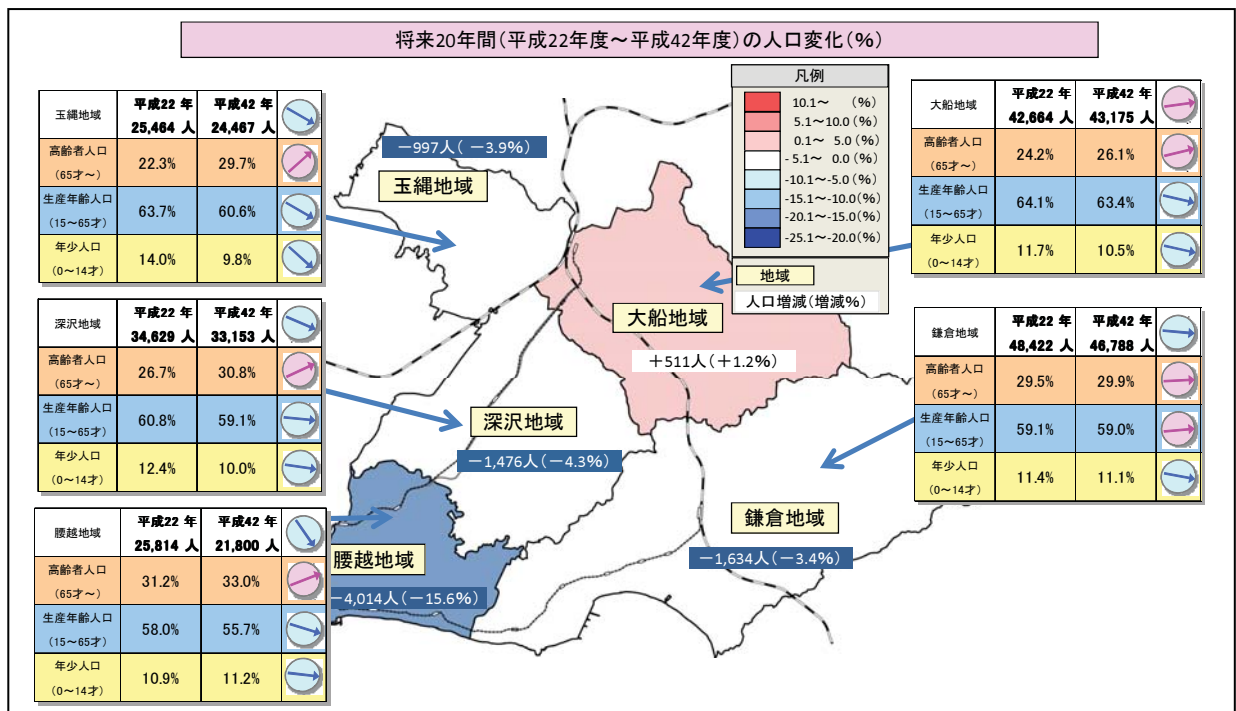 将来20年間(平成22年度～平成42年度)の人口変化(%)
玉縄地域 平成22 年 25,464 人 平成42 年 24,467 人
高齢者人口 (65才～) 22.3% 29.7%
生産年齢人口 (15～65才) 63.7% 60.6%
年少人口 (0～14才) 14.0% 9.8%
深沢地域 平成22 年 34,629 人 平成42 年 33,153 人
高齢者人口 (65才～) 26.7% 30.8%
生産年齢人口 (15～65才) 60.8% 59.1%
年少人口 (0～14才) 12.4% 10.0%
腰越地域 平成22 年 25,814 人 平成42 年 21,800 人
高齢者人口 (65才～) 31.2% 33.0%
生産年齢人口 (15～65才) 58.0% 55.7%
年少人口 (0～14才) 10.9% 11.2%
－997人( －3.9%)
玉縄地域
大船地域
＋511人(＋1.2%)
深沢地域
－1,476人(－4.3%)
腰越地域
－4,014人(－15.6%)
鎌倉地域
－1,634人(－3.4%)
凡例
10.1～ (%)
5.1～10.0(%)
0.1～ 5.0(%)
-5.1～ 0.0(%)
-10.1～-5.0(%)
-15.1～-10.0(%)
-20.1～-15.0(%)
-25.1～-20.0(%)
地域
人口増減(増減%)
大船地域 平成22 年 42,664 人 平成42 年 43,175 人
高齢者人口 (65才～) 24.2% 26.1%
生産年齢人口 (15～65才) 64.1% 63.4%
年少人口 (0～14才) 11.7% 10.5%
鎌倉地域 平成22 年 48,422 人 平成42 年 46,788 人
高齢者人口 (65才～) 29.5% 29.9%
生産年齢人口 (15～65才) 59.1% 59.0%
年少人口 (0～14才) 11.4% 11.1%